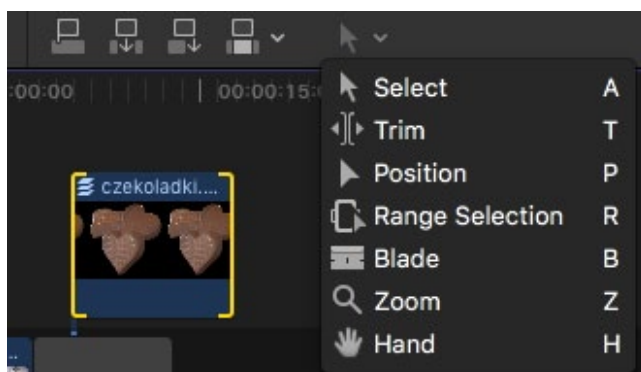 :00:00
00:00:15:
czekoladki....
..
Select A
Trim T
Position P
Range Selection R
Blade B
Zoom Z
Hand H